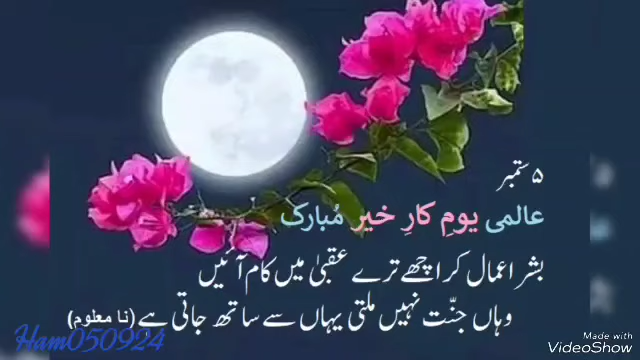 ۵ ستمبر
عالمی یومِ کارِ خیر مُبارک
بشر اعمال کر اچھے ترے عقبیٰ میں کام آئیں
وہاں جنّت نہیں ملتی یہاں سے ساتھ جاتی ہے (نا معلوم)
Ham050924
Made with
VideoShow